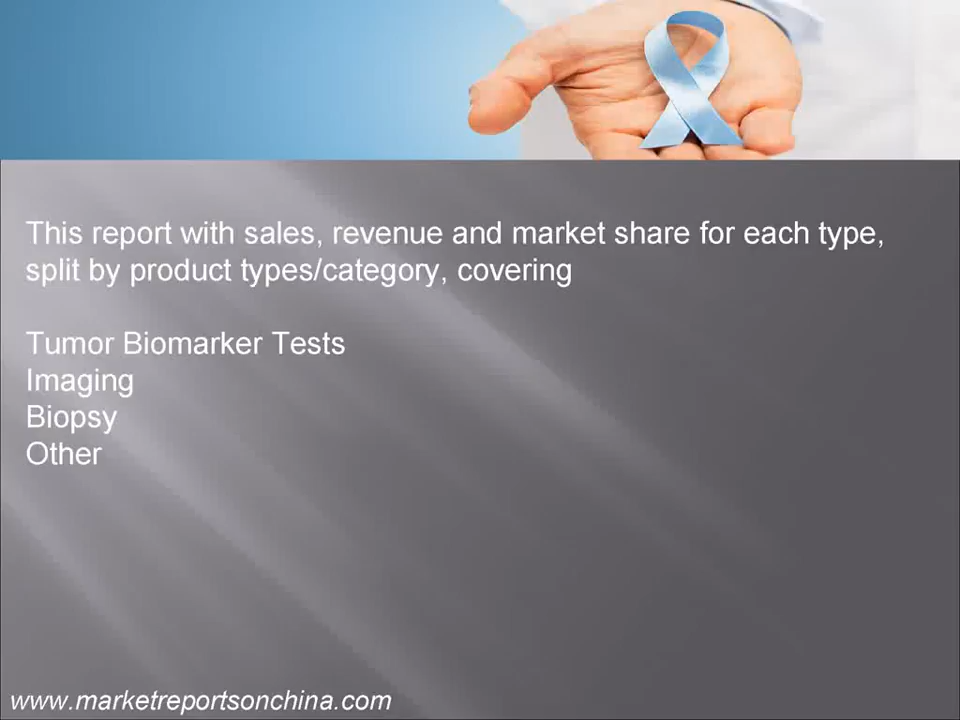 This report with sales, revenue and market share for each type,
split by product types/category, covering
Tumor Biomarker Tests
Imaging
Biopsy
Other
www.marketreportsonchina.com